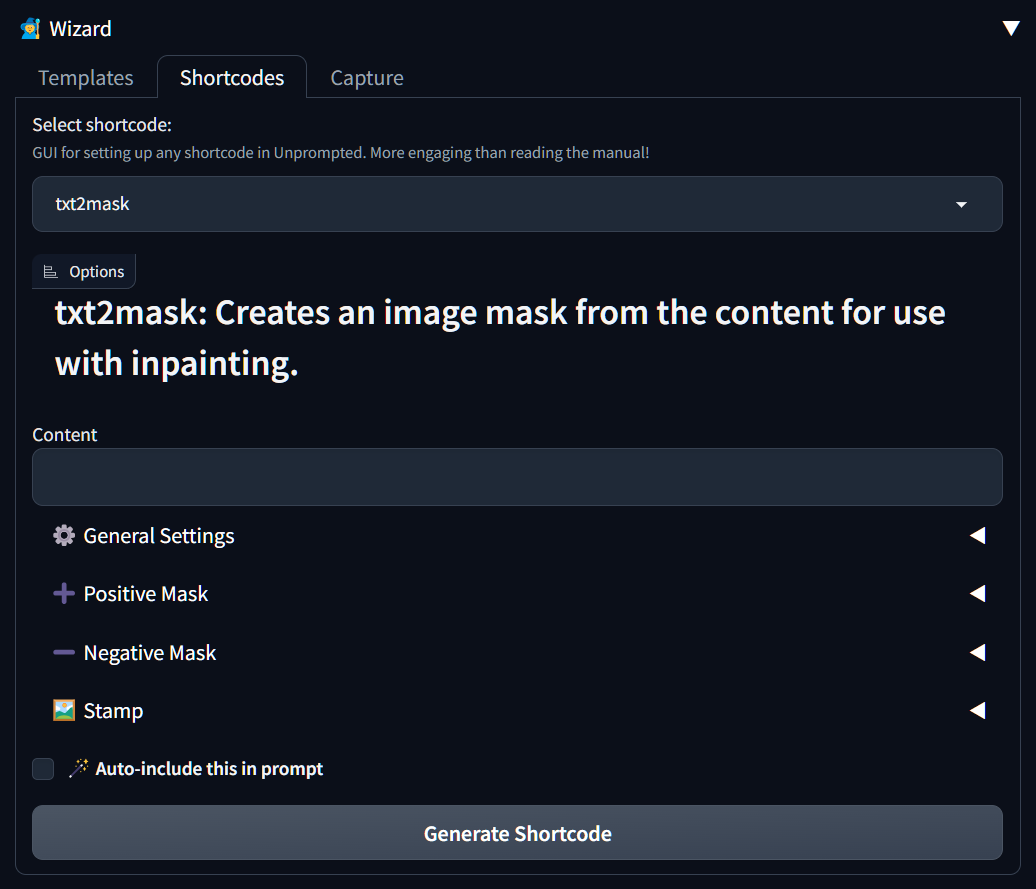 Wizard
Templates
Shortcodes
Capture
Select shortcode:
GUI for setting up any shortcode in Unprompted. More engaging than reading the manual!
txt2mask
Options
txt2mask: Creates an image mask from the content for use
with inpainting.
Content
General Settings
Positive Mask
Negative Mask
Stamp
Auto-include this in prompt
Generate Shortcode